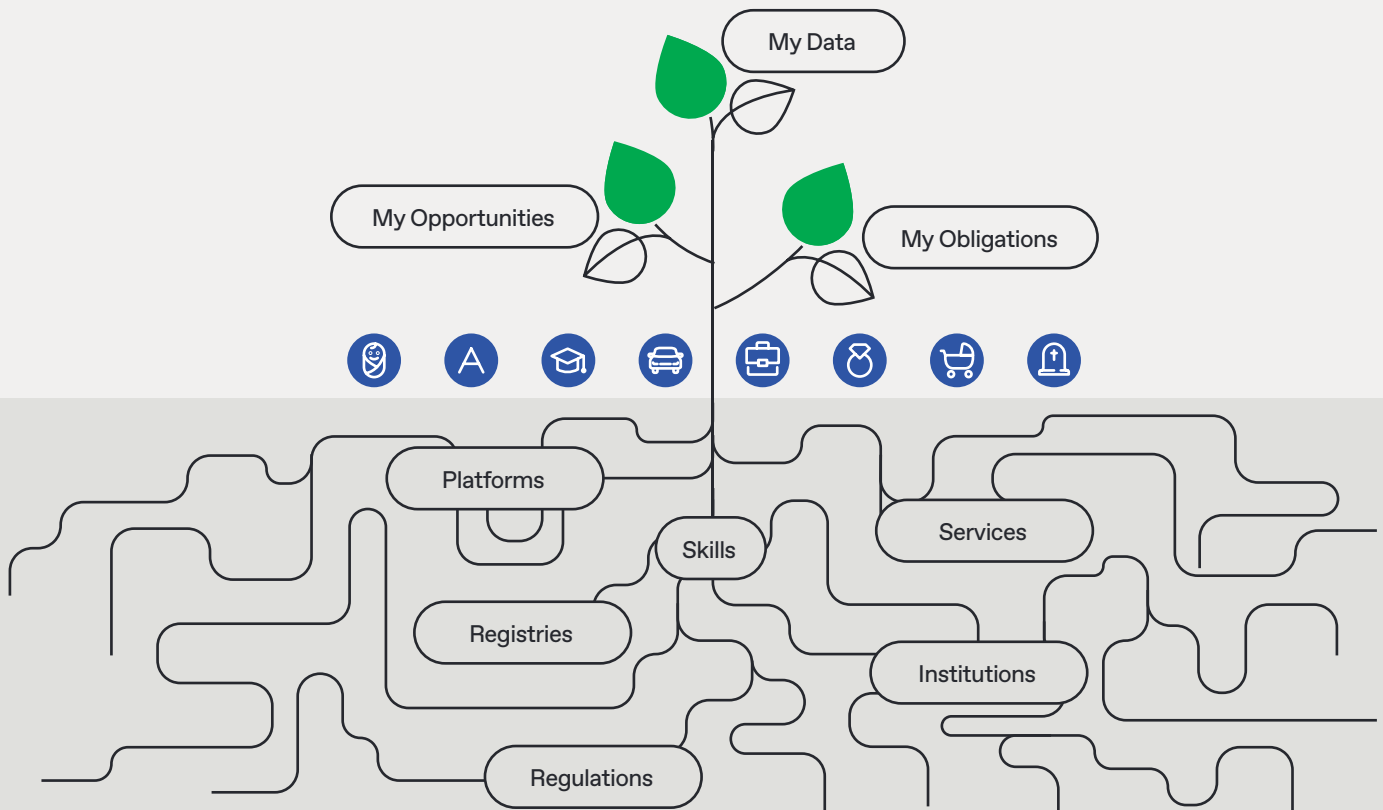 My Data
My Opportunities
My Obligations
Platforms
Services
Skills
Registries
Institutions
Regulations